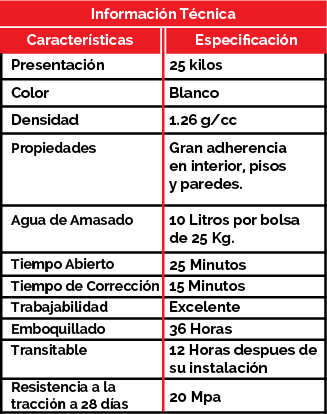 Información Técnica
Características Especificación
Presentación 25 kilos
Color Blanco
Densidad 1.26 g/cc
Propiedades Gran adherencia
en interior, pisos
y paredes.
Agua de Amasado 10 Litros por bolsa
de 25 Kg.
Tiempo Abierto 25 Minutos
Tiempo de Corrección 15 Minutos
Trabajabilidad Excelente
Emboquillado 36 Horas
Transitable 12 Horas despues de
su instalación
Resistencia a la
tracción a 28 días 20 Mpa